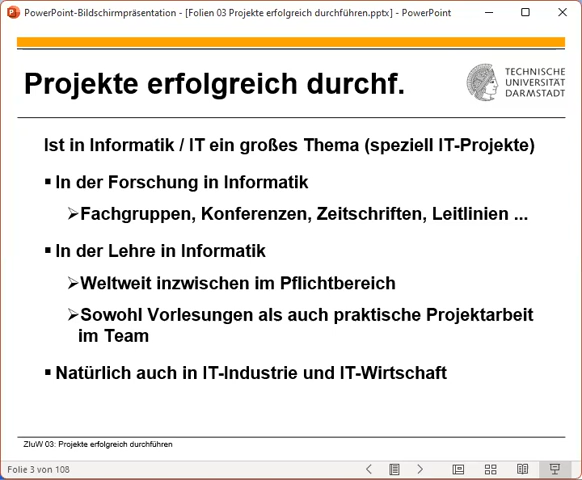 PowerPoint-Bildschirmpräsentation - [Folien 03 Projekte erfolgreich durchführen.pptx] - PowerPoint
Projekte erfolgreich durchf.
TECHNISCHE
UNIVERSITÄT
DARMSTADT
Ist in Informatik / IT ein großes Thema (speziell IT-Projekte)
▪ In der Forschung in Informatik
➢Fachgruppen, Konferenzen, Zeitschriften, Leitlinien ...
▪ In der Lehre in Informatik
➢Weltweit inzwischen im Pflichtbereich
➢Sowohl Vorlesungen als auch praktische Projektarbeit
im Team
▪ Natürlich auch in IT-Industrie und IT-Wirtschaft
ZIuW 03: Projekte erfolgreich durchführen
Folie 3 von 108